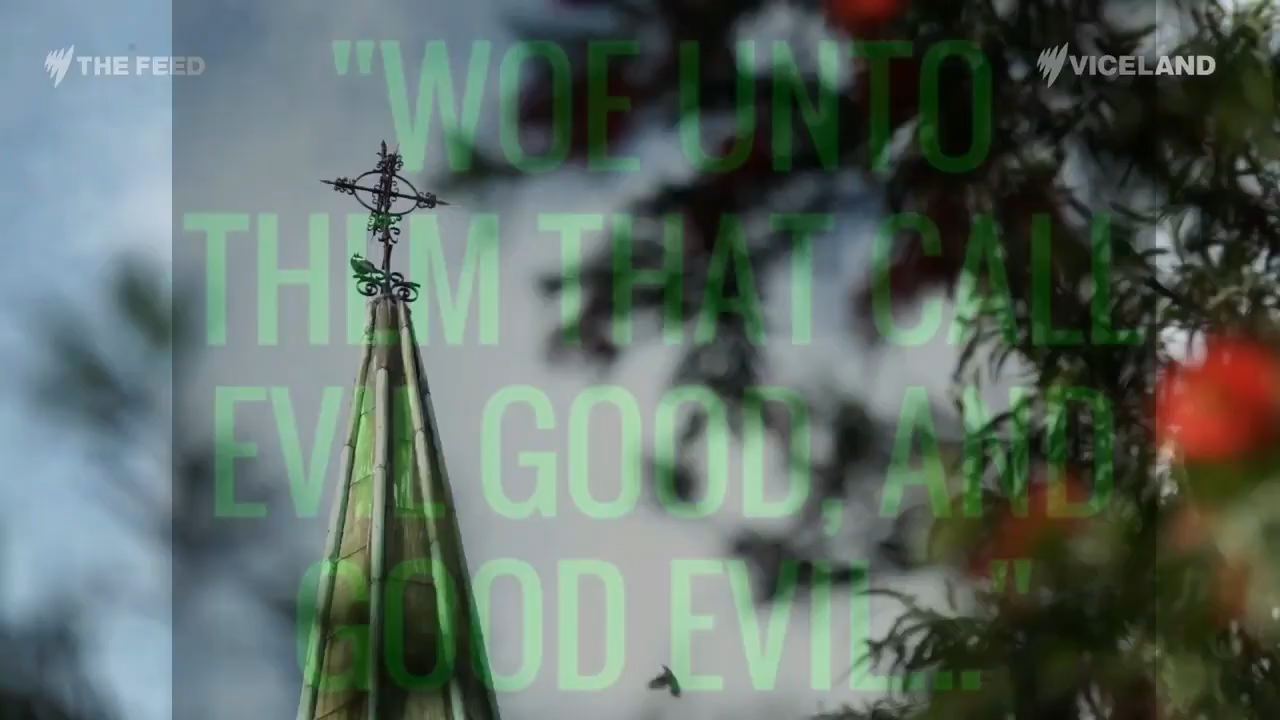 THE FEED
VICELAND
"WOE UNTO
THEM THAT CALL
EVIL GOOD, AND
GOOD EVIL..."